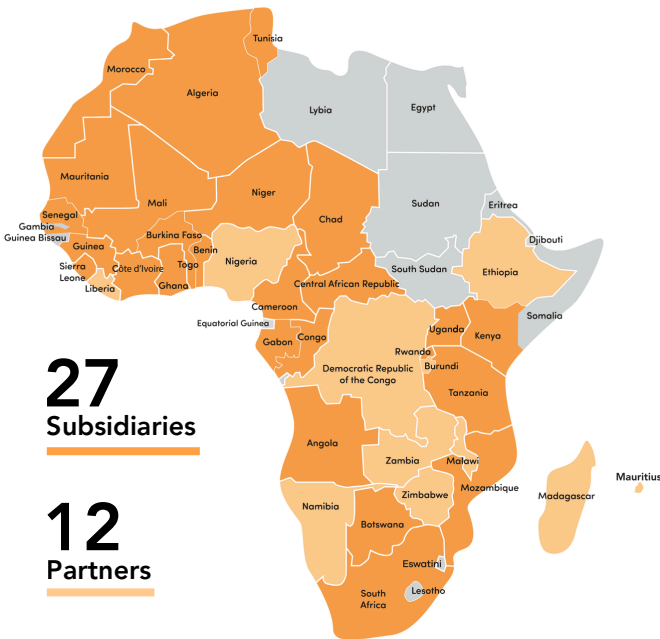 Tunisia
Morocco
Algeria
Lybia
Egypt
Mauritania
Mali
Niger
Chad
Sudan
Eritrea
Senegal
Gambia
Guinea Bissau
Guinea
Burkina Faso
Benin
Djibouti
Sierra
Leone
Côte d'Ivoire
Togo
Nigeria
South Sudan
Ethiopia
Liberia
Ghana
Central African Republic
Cameroon
Somalia
Equatorial Guinea
Gabon
Congo
Uganda
Kenya
Rwanda
Democratic Republic
of the Congo
Burundi
27
Subsidiaries
Tanzania
Angola
Zambia
Malawi
Mozambique
Madagascar
Mauritius
Zimbabwe
Namibia
12
Partners
Botswana
Eswatini
Lesotho
South
Africa